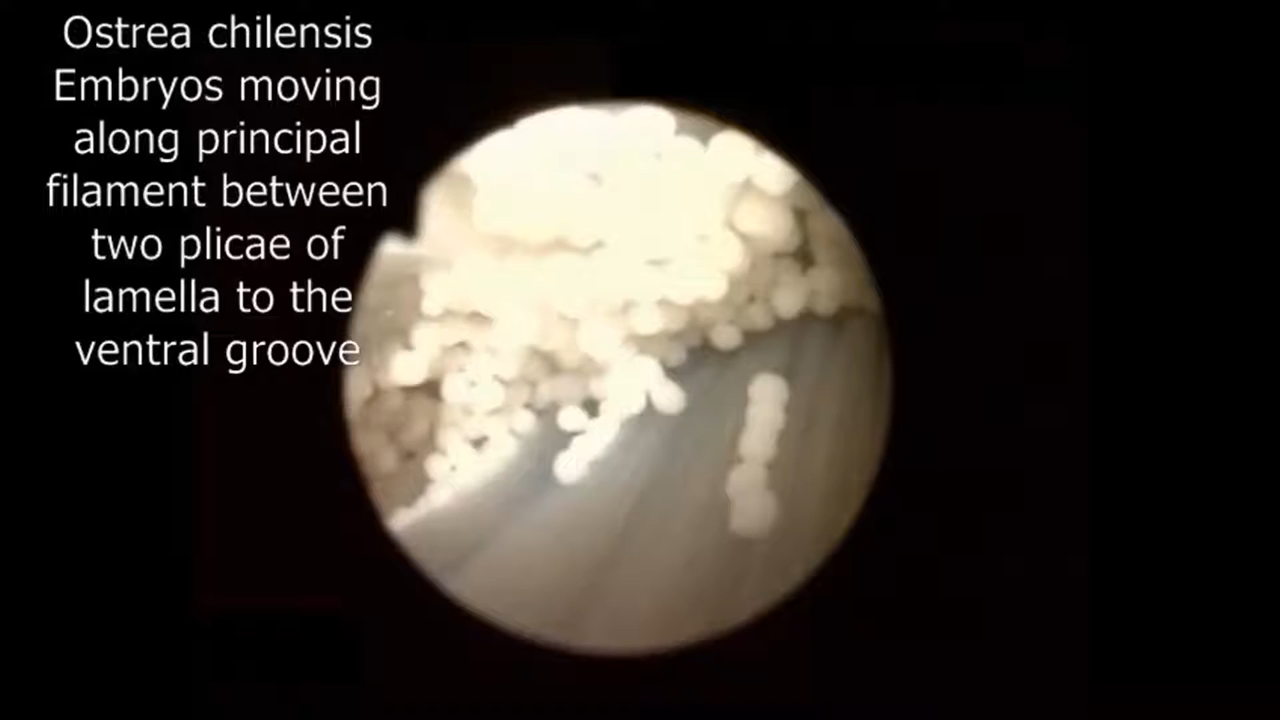 Ostrea chilensis
Embryos moving
along principal
filament between
two plicae of
lamella to the
ventral groove